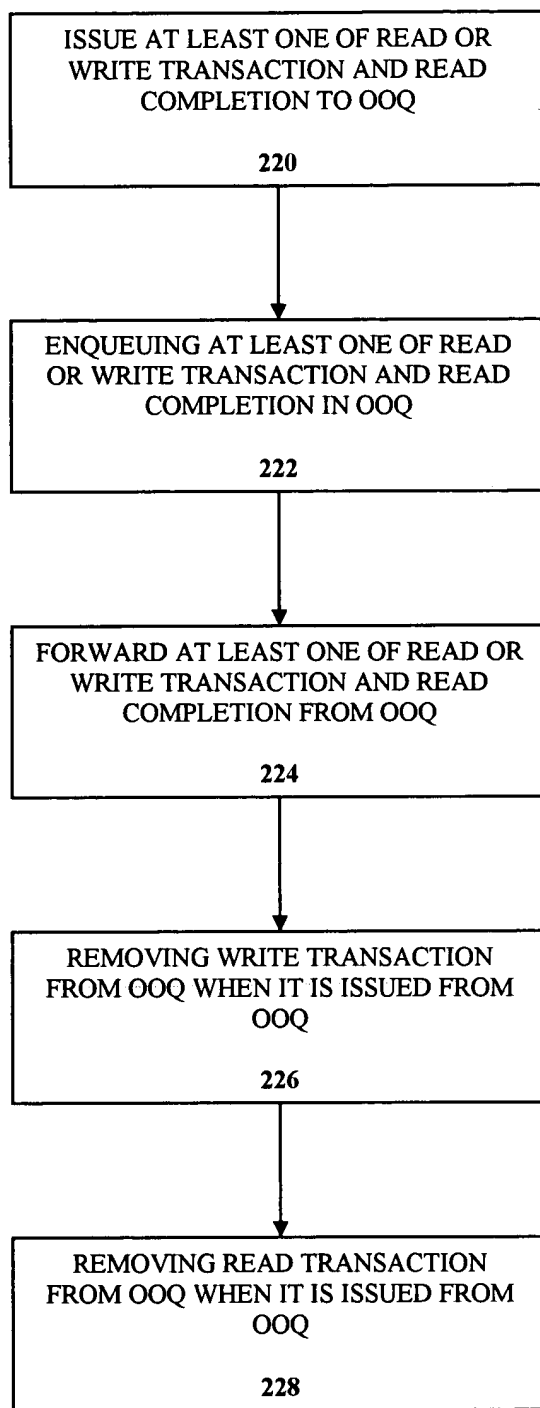 ISSUE AT LEAST ONE OF READ OR
WRITE TRANSACTION AND READ
COMPLETION TO OOQ
220
ENQUEUING AT LEAST ONE OF READ
OR WRITE TRANSACTION AND READ
COMPLETION IN OOQ
222
FORWARD AT LEAST ONE OF READ OR
WRITE TRANSACTION AND READ
COMPLETION FROM OOQ
224
REMOVING WRITE TRANSACTION
FROM OOQ WHEN IT IS ISSUED FROM
OOQ
226
REMOVING READ TRANSACTION
FROM OOQ WHEN IT IS ISSUED FROM
OOQ
228